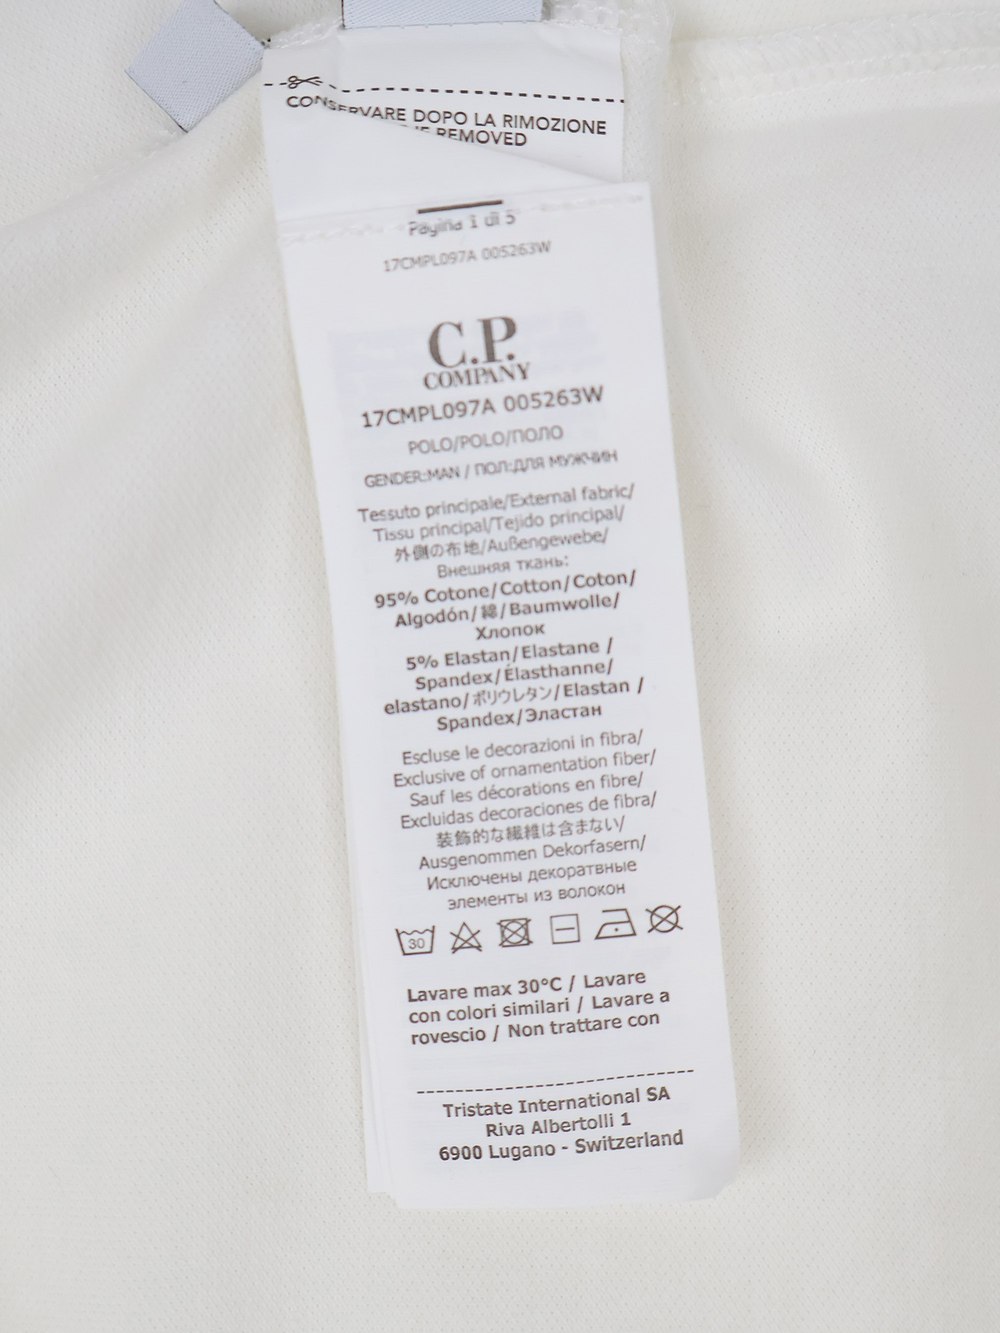 CONSERVARE DOPO LA RIMOZIONE
REMOVED
Pagina 1 di 5
17CMPL097A 005263W
C.P.
COMPANY
17CMPL097A 005263W
POLO/POLO/ПОЛО
GENDER:MAN / ПОЛ:ДЛЯ МУЖЧИН
Tessuto principale/External fabric/
Tissu principal/Tejido principal/
外側の布地/Außengewebe/
Внешняя ткань:
95% Cotone/Cotton/Coton/
Algodón/綿/Baumwolle/
Хлопок
5% Elastan/Elastane /
Spandex/Élasthanne/
elastano/ポリウレタン/Elastan /
Spandex/Эластан
Escluse le decorazioni in fibra/
Exclusive of ornamentation fiber/
Sauf les décorations en fibre/
Excluidas decoraciones de fibra/
装飾的な繊維は含まない/
Ausgenommen Dekorfasern/
Исключены декоратвные
элементы из волокон
30
Lavare max 30°C / Lavare
con colori similari / Lavare a
rovescio / Non trattare con
Tristate International SA
Riva Albertolli 1
6900 Lugano - Switzerland